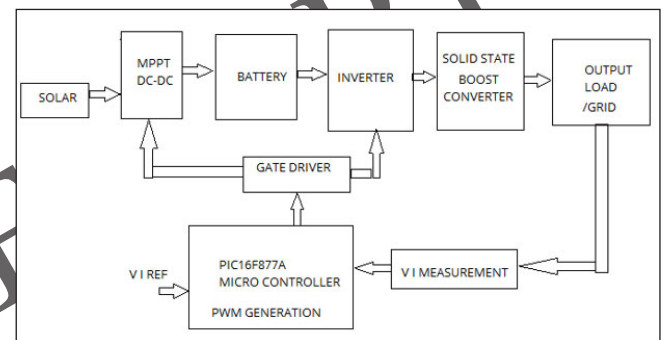 SOLAR
MPPT
DC-DC
BATTERY
INVERTER
SOLID STATE
BOOST
CONVERTER
OUTPUT
LOAD
/GRID
GATE DRIVER
V I REF
PIC16F877A
MICRO CONTROLLER
PWM GENERATION
V I MEASUREMENT